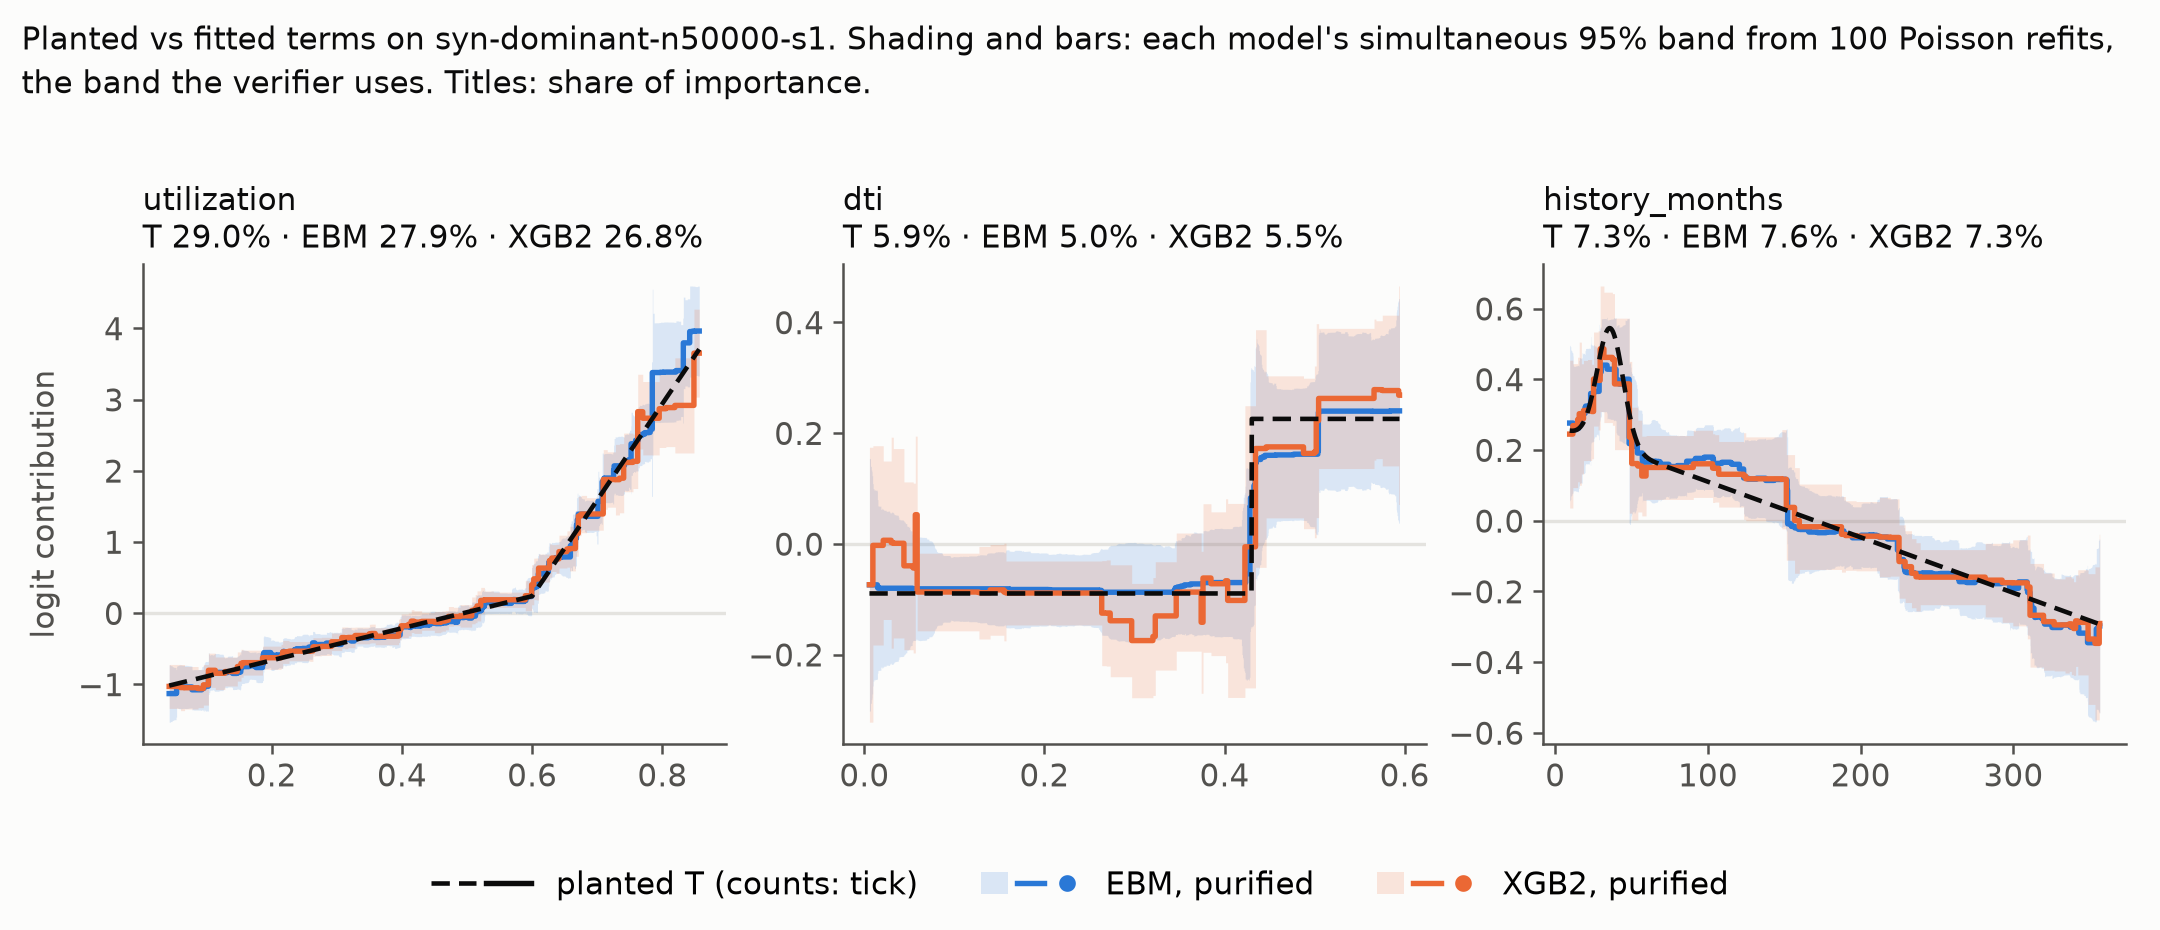 Planted vs fitted terms on syn-dominant-n50000-s1. Shading and bars: each model's simultaneous 95% band from 100 Poisson refits,
the band the verifier uses. Titles: share of importance.
utilization
T 29.0% · EBM 27.9% · XGB2 26.8%
dti
T 5.9% · EBM 5.0% · XGB2 5.5%
history_months
T 7.3% · EBM 7.6% · XGB2 7.3%
logit contribution
4
3
2
1
0
−1
0.2
0.4
0.6
0.8
0.4
0.2
0.0
−0.2
0.0
0.2
0.4
0.6
0.6
0.4
0.2
0.0
−0.2
−0.4
−0.6
0
100
200
300
planted T (counts: tick)
EBM, purified
XGB2, purified